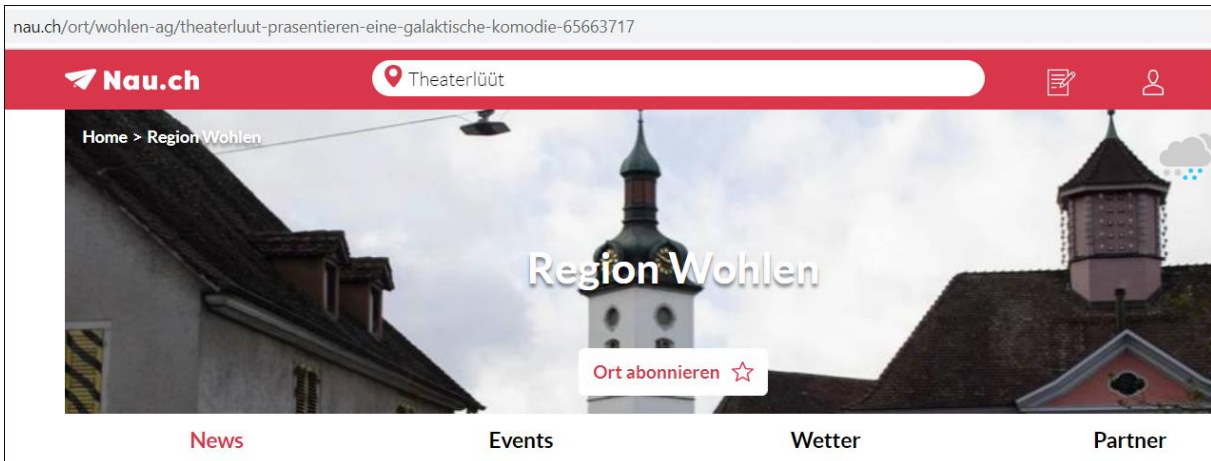 nau.ch/ort/wohlen-ag/theaterluut-prasentieren-eine-galaktische-komodie-65663717
Nau.ch
Theaterlüüt
Home > Region Wohlen
Region Wohlen
Ort abonnieren
News Events Wetter Partner